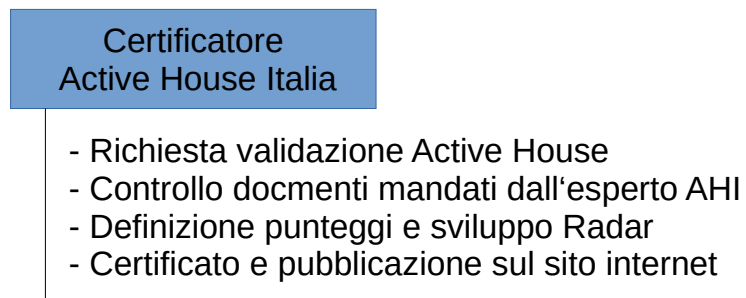 Certificatore
Active House Italia
- Richiesta validazione Active House
- Controllo docmenti mandati dall‘esperto AHI
- Definizione punteggi e sviluppo Radar
- Certificato e pubblicazione sul sito internet